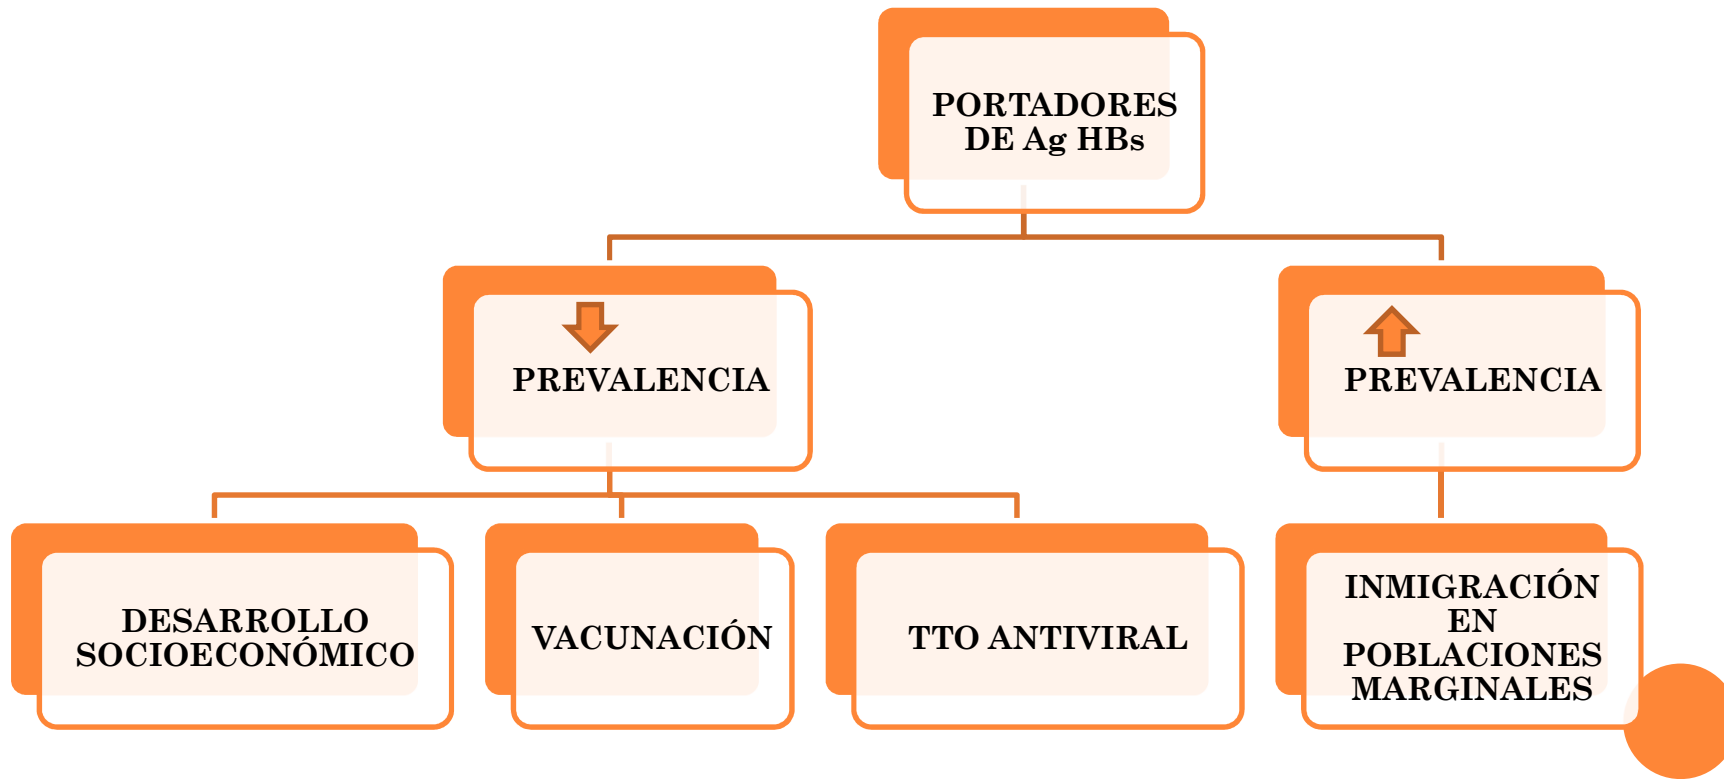 PORTADORES
DE Ag HBs
PREVALENCIA
PREVALENCIA
DESARROLLO
SOCIOECONÓMICO
VACUNACIÓN
TTO ANTIVIRAL
INMIGRACIÓN
EN
POBLACIONES
MARGINALES